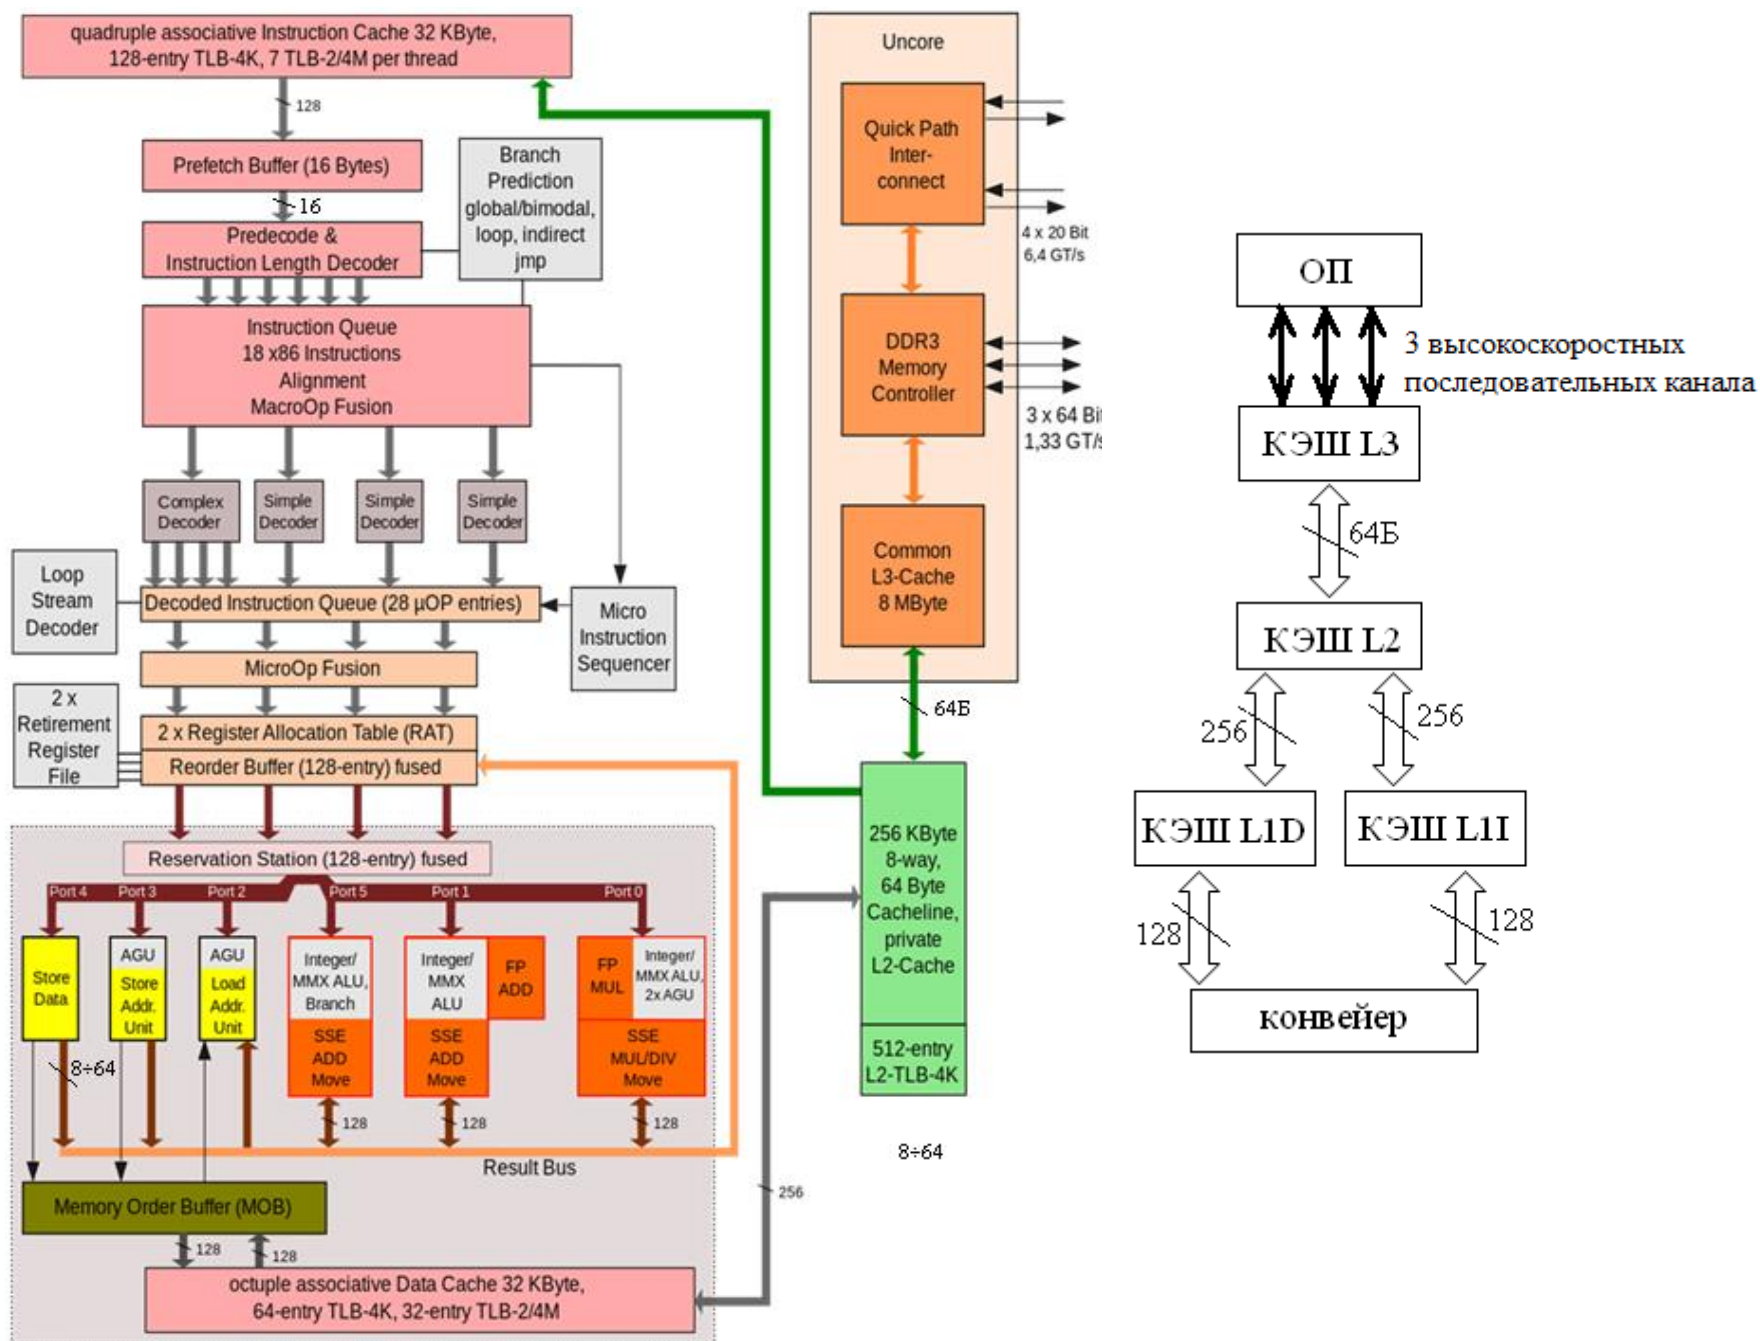 quadruple associative Instruction Cache 32 KByte,
128-entry TLB-4K, 7 TLB-2/4M per thread
128
Prefetch Buffer (16 Bytes)
16
Predecode &
Instruction Length Decoder
Branch
Prediction
global/bimodal,
loop, indirect
jmp
Instruction Queue
18 x86 Instructions
Alignment
MacroOp Fusion
Complex
Decoder
Simple
Decoder
Simple
Decoder
Simple
Decoder
Loop
Stream
Decoder
Decoded Instruction Queue (28 µOP entries)
Micro
Instruction
Sequencer
MicroOp Fusion
2 x
Retirement
Register
File
2 x Register Allocation Table (RAT)
Reorder Buffer (128-entry) fused
Reservation Station (128-entry) fused
Port 4
Port 3
Port 2
Port 5
Port 1
Port 0
Store
Data
AGU
Store
Addr.
Unit
AGU
Load
Addr.
Unit
Integer/
MMX ALU,
Branch
SSE
ADD
Move
Integer/
MMX
ALU
FP
ADD
SSE
ADD
Move
FP
MUL
Integer/
MMX ALU,
2x AGU
SSE
MUL/DIV
Move
8÷64
128
128
128
Result Bus
Memory Order Buffer (MOB)
128
128
octuple associative Data Cache 32 KByte,
64-entry TLB-4K, 32-entry TLB-2/4M
256
Uncore
Quick Path
Inter-
connect
4 x 20 Bit
6,4 GT/s
DDR3
Memory
Controller
3 x 64 Bit
1,33 GT/s
Common
L3-Cache
8 MByte
64Б
256 KByte
8-way,
64 Byte
Cacheline,
private
L2-Cache
512-entry
L2-TLB-4K
8÷64
ОП
3 высокоскоростных
последовательных канала
КЭШ L3
64Б
КЭШ L2
256
256
КЭШ L1D
КЭШ L1I
128
128
конвейер